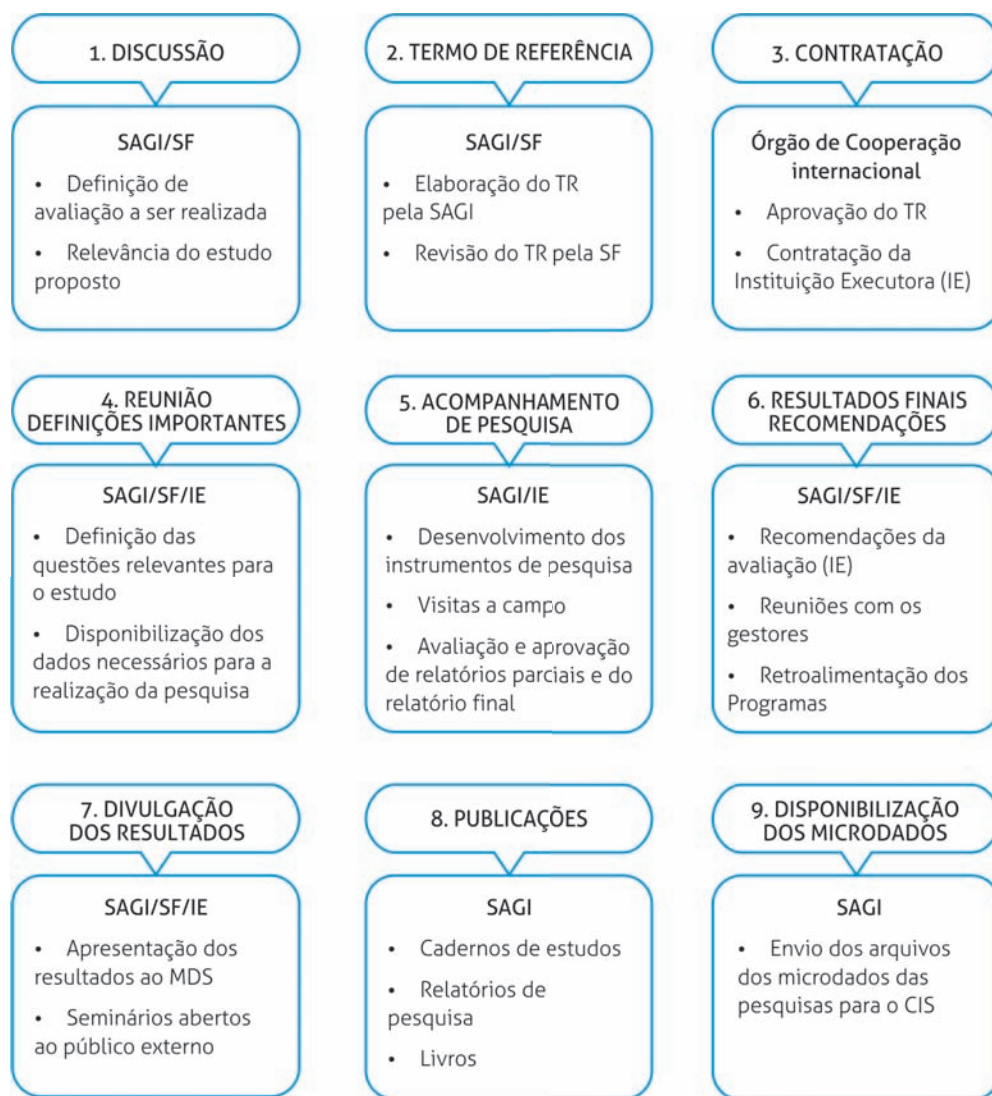 1. DISCUSSÃO
SAGI/SF
• Definição de
avaliação a ser realizada
• Relevância do estudo
proposto
2. TERMO DE REFERÊNCIA
SAGI/SF
• Elaboração do TR
pela SAGI
• Revisão do TR pela SF
3. CONTRATAÇÃO
Órgão de Cooperação
internacional
• Aprovação do TR
• Contratação da
Instituição Executora (IE)
4. REUNIÃO
DEFINIÇÕES IMPORTANTES
SAGI/SF/IE
• Definição das
questões relevantes para
o estudo
• Disponibilização dos
dados necessários para a
realização da pesquisa
5. ACOMPANHAMENTO
DE PESQUISA
SAGI/IE
• Desenvolvimento dos
instrumentos de pesquisa
• Visitas a campo
• Avaliação e aprovação
de relatórios parciais e do
relatório final
6. RESULTADOS FINAIS
RECOMENDAÇÕES
SAGI/SF/IE
• Recomendações da
avaliação (IE)
• Reuniões com os
gestores
• Retroalimentação dos
Programas
7. DIVULGAÇÃO
DOS RESULTADOS
SAGI/SF/IE
• Apresentação dos
resultados ao MDS
• Seminários abertos
ao público externo
8. PUBLICAÇÕES
SAGI
• Cadernos de estudos
• Relatórios de
pesquisa
• Livros
9. DISPONIBILIZAÇÃO
DOS MICRODADOS
SAGI
• Envio dos arquivos
dos microdados das
pesquisas para o CIS